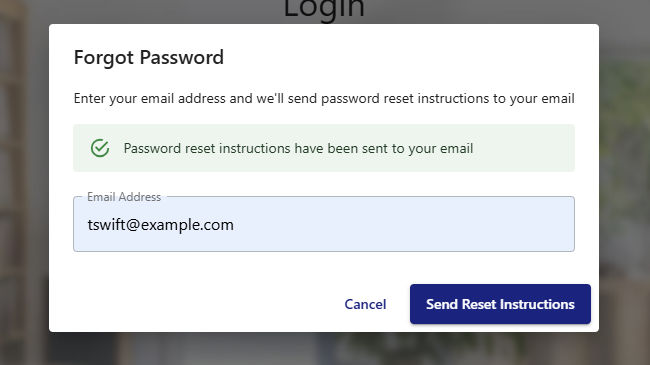 Login
Forgot Password
Enter your email address and we'll send password reset instructions to your email
Password reset instructions have been sent to your email
Email Address
tswift@example.com
Cancel
Send Reset Instructions